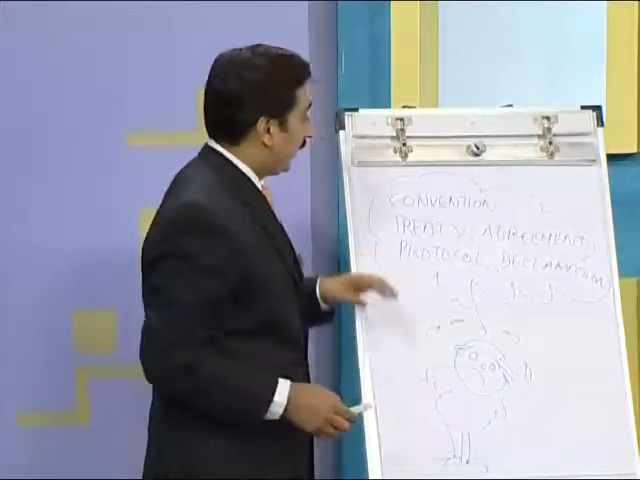 CONVENTION
TREATY, AGREEMENT
PROTOCOL, DECLARATION